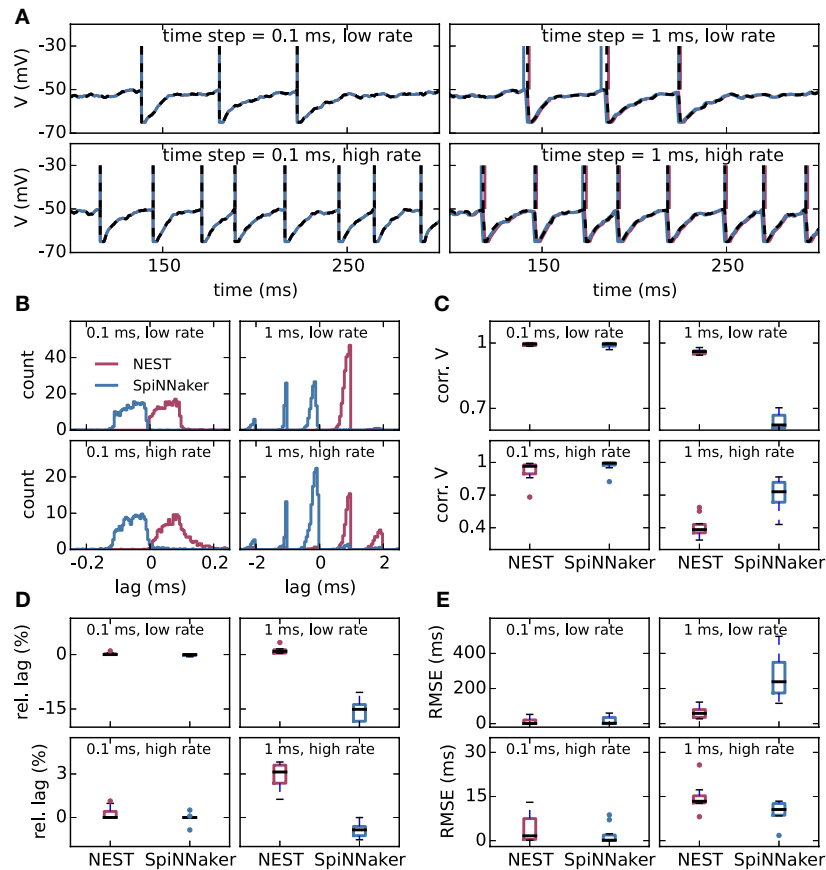 A
time step = 0.1 ms, low rate
time step = 1 ms, low rate
V (mV)
-30
-50
-70
time step = 0.1 ms, high rate
time step = 1 ms, high rate
V (mV)
-30
-50
-70
150
250
150
250
time (ms)
time (ms)
B
0.1 ms, low rate
1 ms, low rate
NEST
SpiNNaker
count
40
20
0
0.1 ms, high rate
1 ms, high rate
count
20
10
0
-0.2
0
0.2
-2
0
2
lag (ms)
lag (ms)
C
0.1 ms, low rate
1 ms, low rate
corr. V
1
0.7
0.1 ms, high rate
1 ms, high rate
corr. V
1
0.7
0.4
NEST
SpiNNaker
NEST
SpiNNaker
D
0.1 ms, low rate
1 ms, low rate
rel. lag (%)
0
-15
0.1 ms, high rate
1 ms, high rate
rel. lag (%)
3
0
NEST
SpiNNaker
NEST
SpiNNaker
E
0.1 ms, low rate
1 ms, low rate
RMSE (ms)
400
200
0
0.1 ms, high rate
1 ms, high rate
RMSE (ms)
30
15
0
NEST
SpiNNaker
NEST
SpiNNaker